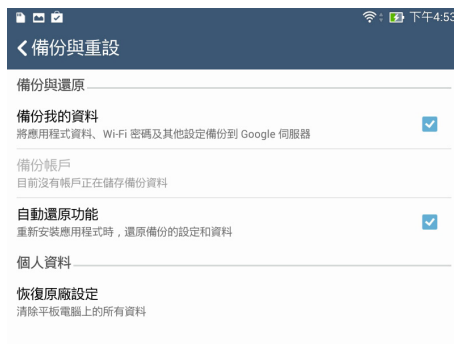 下午4:53
備份與重設
備份與還原
備份我的資料
將應用程式資料、Wi-Fi 密碼及其他設定備份到 Google 伺服器
備份帳戶
目前沒有帳戶正在儲存備份資料
自動還原功能
重新安裝應用程式時，還原備份的設定和資料
個人資料
恢復原廠設定
清除平板電腦上的所有資料